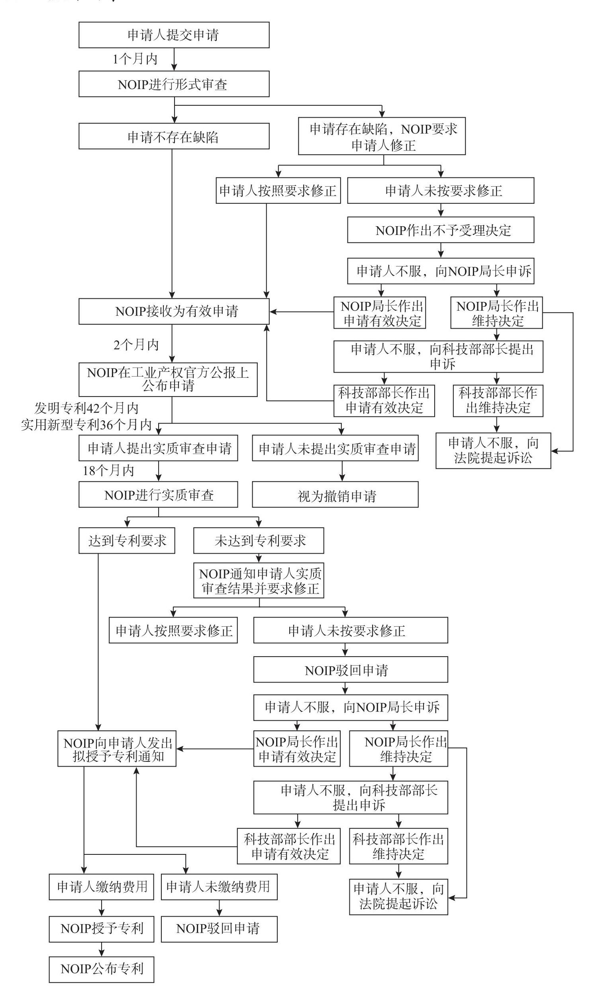 申请人提交申请
1个月内
NOIP进行形式审查
申请不存在缺陷
申请存在缺陷，NOIP要求
申请人修正
申请人按照要求修正
申请人未按要求修正
NOIP作出不予受理决定
申请人不服，向NOIP局长申诉
NOIP接收为有效申请
NOIP局长作出
申请有效决定
NOIP局长作出
维持决定
2个月内
申请人不服，向科技部部长提出
申诉
NOIP在工业产权官方公报上
公布申请
科技部部长作出
申请有效决定
科技部部长作
出维持决定
发明专利42个月内
实用新型专利36个月内
申请人提出实质审查申请
申请人未提出实质审查申请
申请人不服，向
法院提起诉讼
18个月内
NOIP进行实质审查
视为撤销申请
达到专利要求
未达到专利要求
NOIP通知申请人实质
审查结果并要求修正
申请人按照要求修正
申请人未按要求修正
NOIP驳回申请
申请人不服，向NOIP局长申诉
NOIP向申请人发出
拟授予专利通知
NOIP局长作出
申请有效决定
NOIP局长作出
维持决定
申请人不服，向科技部部长
提出申诉
科技部部长作出
申请有效决定
科技部部长作出
维持决定
申请人缴纳费用
申请人未缴纳费用
申请人不服，向
法院提起诉讼
NOIP授予专利
NOIP驳回申请
NOIP公布专利